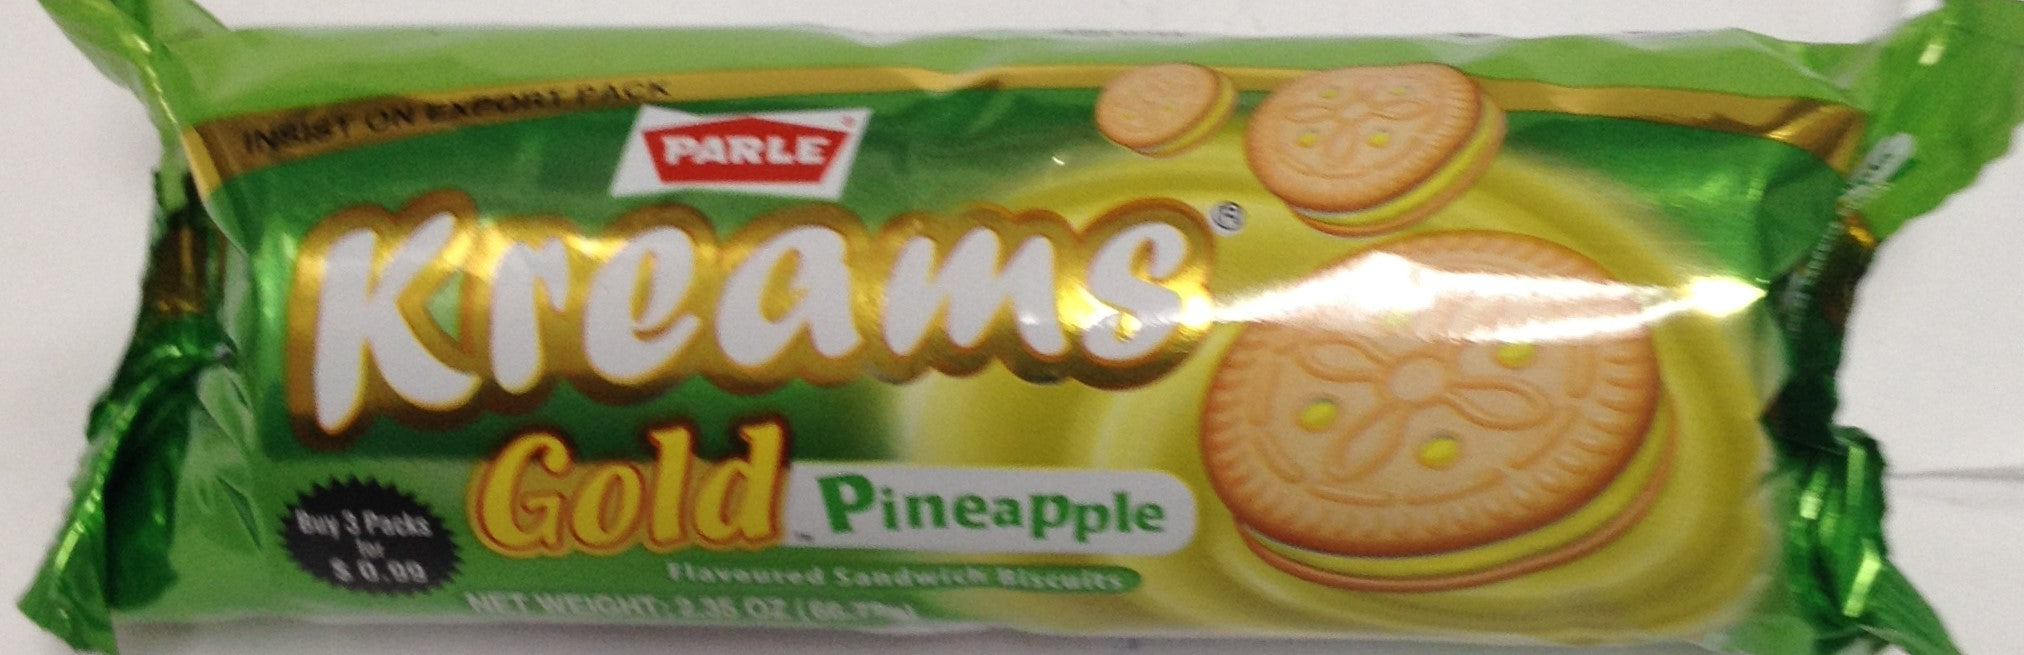 INSIST ON EXPORT PACK
PARLE
Kreams®
Gold™ Pineapple
Flavoured Sandwich Biscuits
Buy 3 Packs
for
$ 0.99
NET WEIGHT: 2.35 OZ